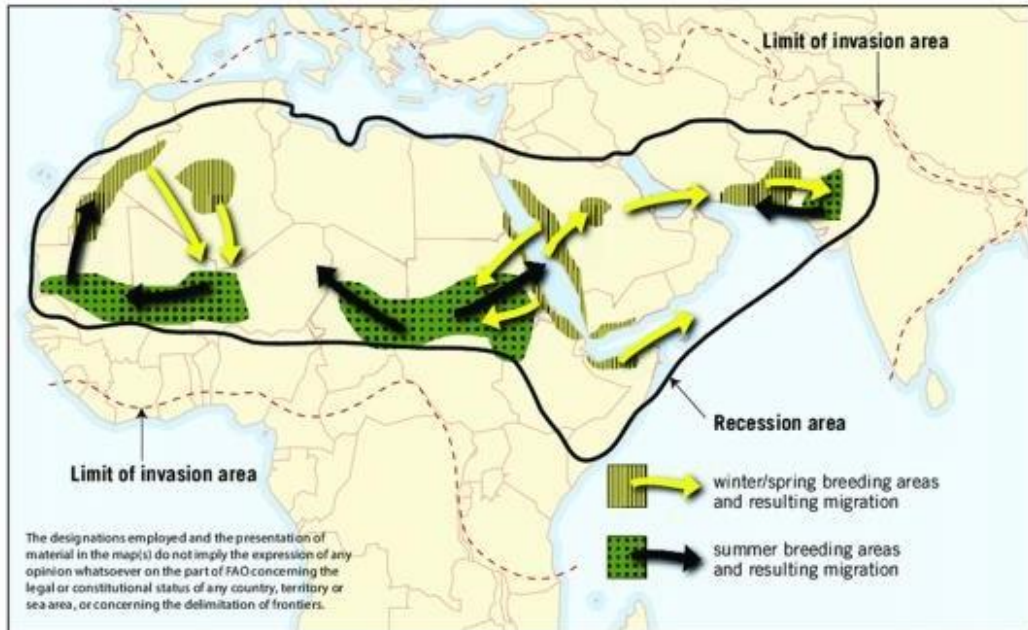 Limit of invasion area
Recession area
Limit of invasion area
winter/spring breeding areas
and resulting migration
summer breeding areas
and resulting migration
The designations employed and the presentation of
material in the map(s) do not imply the expression of any
opinion whatsoever on the part of FAO concerning the
legal or constitutional status of any country, territory or
sea area, or concerning the delimitation of frontiers.